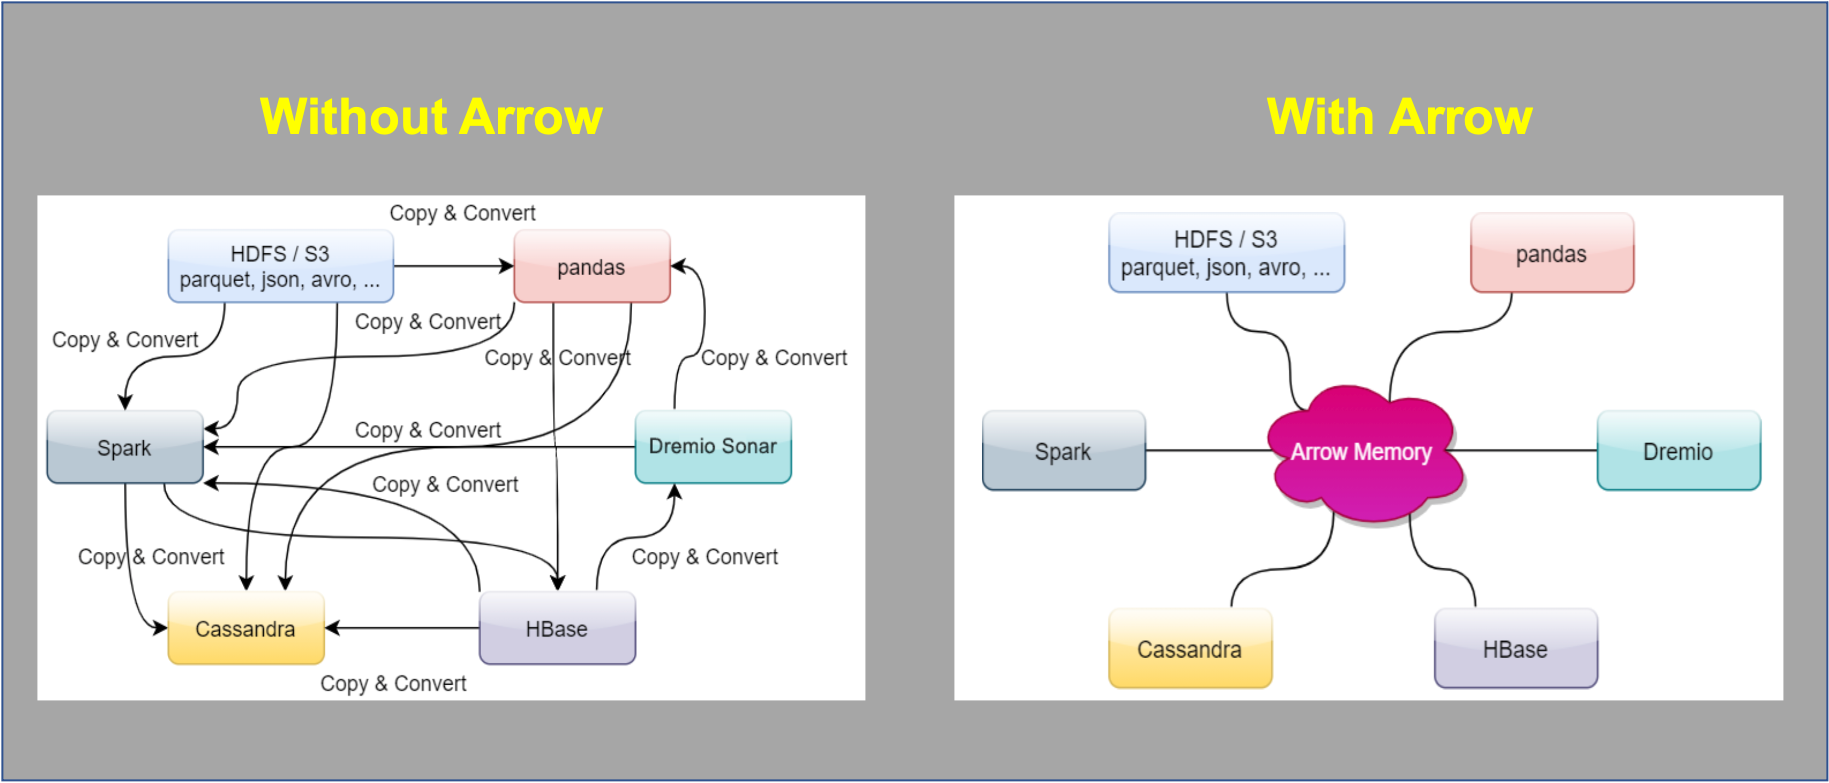 Without Arrow
With Arrow
Copy & Convert
HDFS / S3
parquet, json, avro, ...
pandas
Copy & Convert
Copy & Convert
Copy & Convert
Copy & Convert
Spark
Copy & Convert
Dremio Sonar
Copy & Convert
Copy & Convert
Copy & Convert
Cassandra
HBase
Copy & Convert
HDFS / S3
parquet, json, avro, ...
pandas
Spark
Arrow Memory
Dremio
Cassandra
HBase